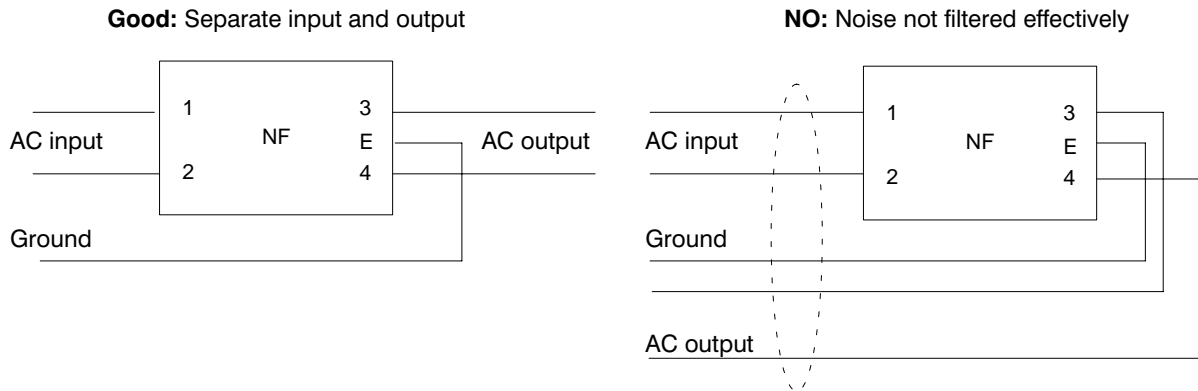 Good: Separate input and output
1
3
AC input
NF
E
AC output
2
4
Ground
NO: Noise not filtered effectively
1
3
AC input
NF
E
2
4
Ground
AC output